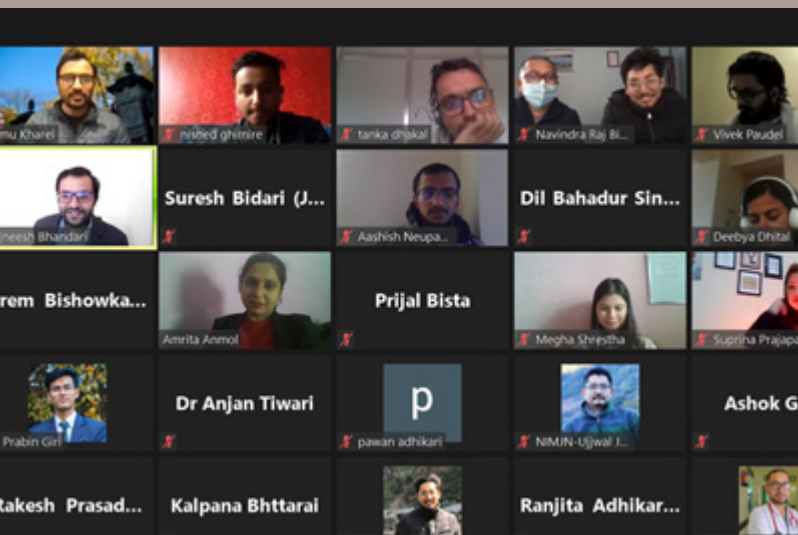 mu Kharel
nished ghimire
tanka dhakal
Navindra Raj Bi...
Vivek Paudel
jneesh Bhandari
Suresh Bidari (J...
Aashish Neupa...
Dil Bahadur Sin...
Deebya Dhital
rem Bishowka...
Amrita Anmol
Prijal Bista
Megha Shrestha
Suprina Prajapa
Prabin Giri
Dr Anjan Tiwari
p
pawan adhikari
NIMJN-Ujjwal J...
Ashok G
Rakesh Prasad...
Kalpana Bhttarai
Ranjita Adhikar...